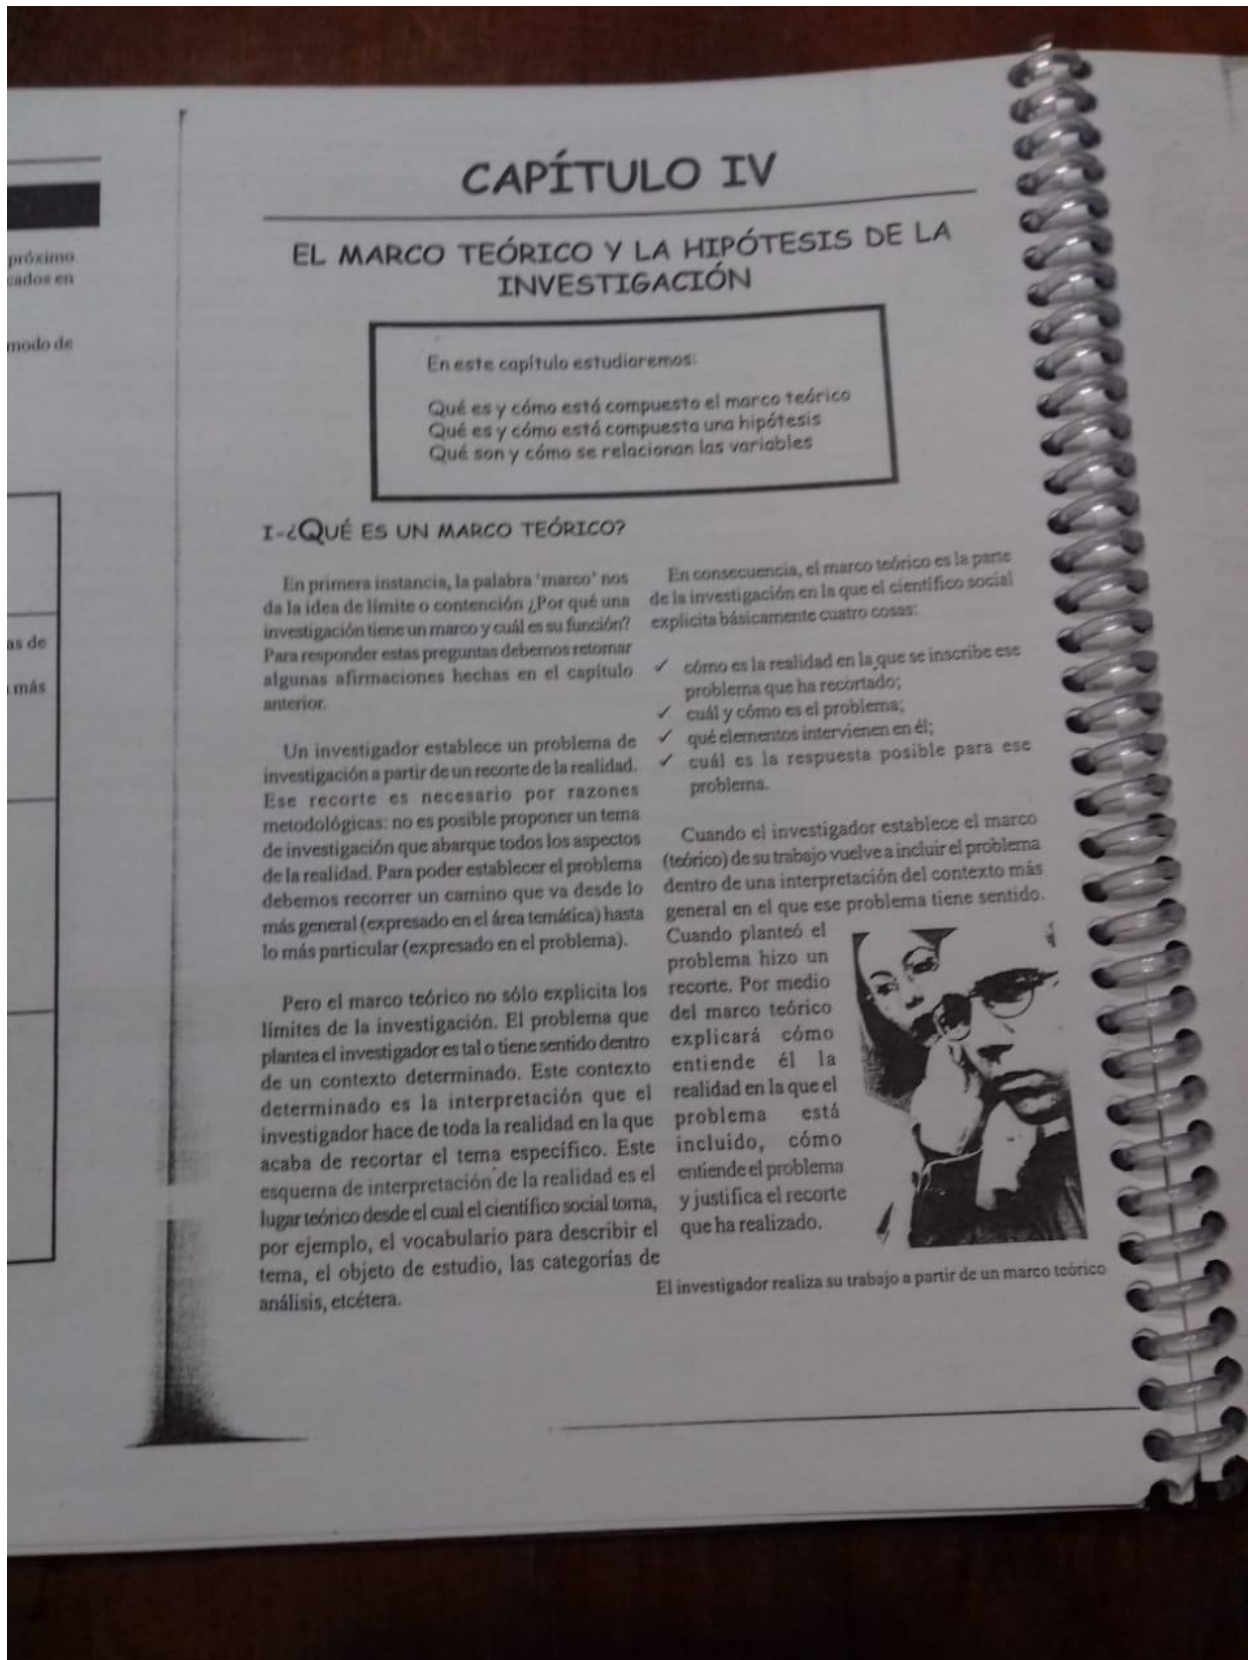 próximo
cados en
modo de
as de
más
CAPÍTULO IV
EL MARCO TEÓRICO Y LA HIPÓTESIS DE LA
INVESTIGACIÓN
En este capítulo estudiaremos:
Qué es y cómo está compuesto el marco teórico
Qué es y cómo está compuesta una hipótesis
Qué son y cómo se relacionan las variables
I-¿QUÉ ES UN MARCO TEÓRICO?
En primera instancia, la palabra 'marco' nos
da la idea de límite o contención ¿Por qué una
investigación tiene un marco y cuál es su función?
Para responder estas preguntas debemos retomar
algunas afirmaciones hechas en el capítulo
anterior.
Un investigador establece un problema de
investigación a partir de un recorte de la realidad.
Ese recorte es necesario por razones
metodológicas: no es posible proponer un tema
de investigación que abarque todos los aspectos
de la realidad. Para poder establecer el problema
debemos recorrer un camino que va desde lo
más general (expresado en el área temática) hasta
lo más particular (expresado en el problema).
Pero el marco teórico no sólo explicita los
límites de la investigación. El problema que
plantea el investigador es tal o tiene sentido dentro
de un contexto determinado. Este contexto
determinado es la interpretación que el
investigador hace de toda la realidad en la que
acaba de recortar el tema específico. Este
esquema de interpretación de la realidad es el
lugar teórico desde el cual el científico social toma,
por ejemplo, el vocabulario para describir el
tema, el objeto de estudio, las categorías de
análisis, etcétera.
En consecuencia, el marco teórico es la parte
de la investigación en la que el científico social
explicita básicamente cuatro cosas:
✓ cómo es la realidad en la que se inscribe ese
problema que ha recortado;
✓ cuál y cómo es el problema;
✓ qué elementos intervienen en él;
✓ cuál es la respuesta posible para ese
problema.
Cuando el investigador establece el marco
(teórico) de su trabajo vuelve a incluir el problema
dentro de una interpretación del contexto más
general en el que ese problema tiene sentido.
Cuando planteó el
problema hizo un
recorte. Por medio
del marco teórico
explicará cómo
entiende él la
realidad en la que el
problema está
incluido, cómo
entiende el problema
y justifica el recorte
que ha realizado.
El investigador realiza su trabajo a partir de un marco teórico